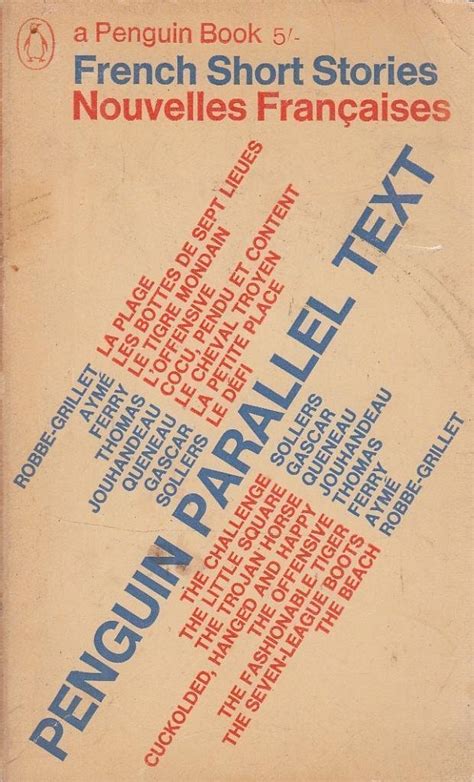 a Penguin Book 5/-
French Short Stories
Nouvelles Françaises
ROBBE-GRILLET LA PLAGE
AYMÉ LES BOTTES DE SEPT LIEUES
FERRY LE TIGRE MONDAIN
THOMAS L'OFFENSIVE
JOUHANDEAU COCU, PENDU ET CONTENT
QUENEAU LE CHEVAL TROYEN
GASCAR LA PETITE PLACE
SOLLERS LE DÉFI
PENGUIN PARALLEL TEXT
THE CHALLENGE SOLLERS
THE LITTLE SQUARE GASCAR
THE TROJAN HORSE QUENEAU
CUCKOLDED, HANGED AND HAPPY JOUHANDEAU
THE OFFENSIVE THOMAS
THE FASHIONABLE TIGER FERRY
THE SEVEN-LEAGUE BOOTS AYMÉ
THE BEACH ROBBE-GRILLET